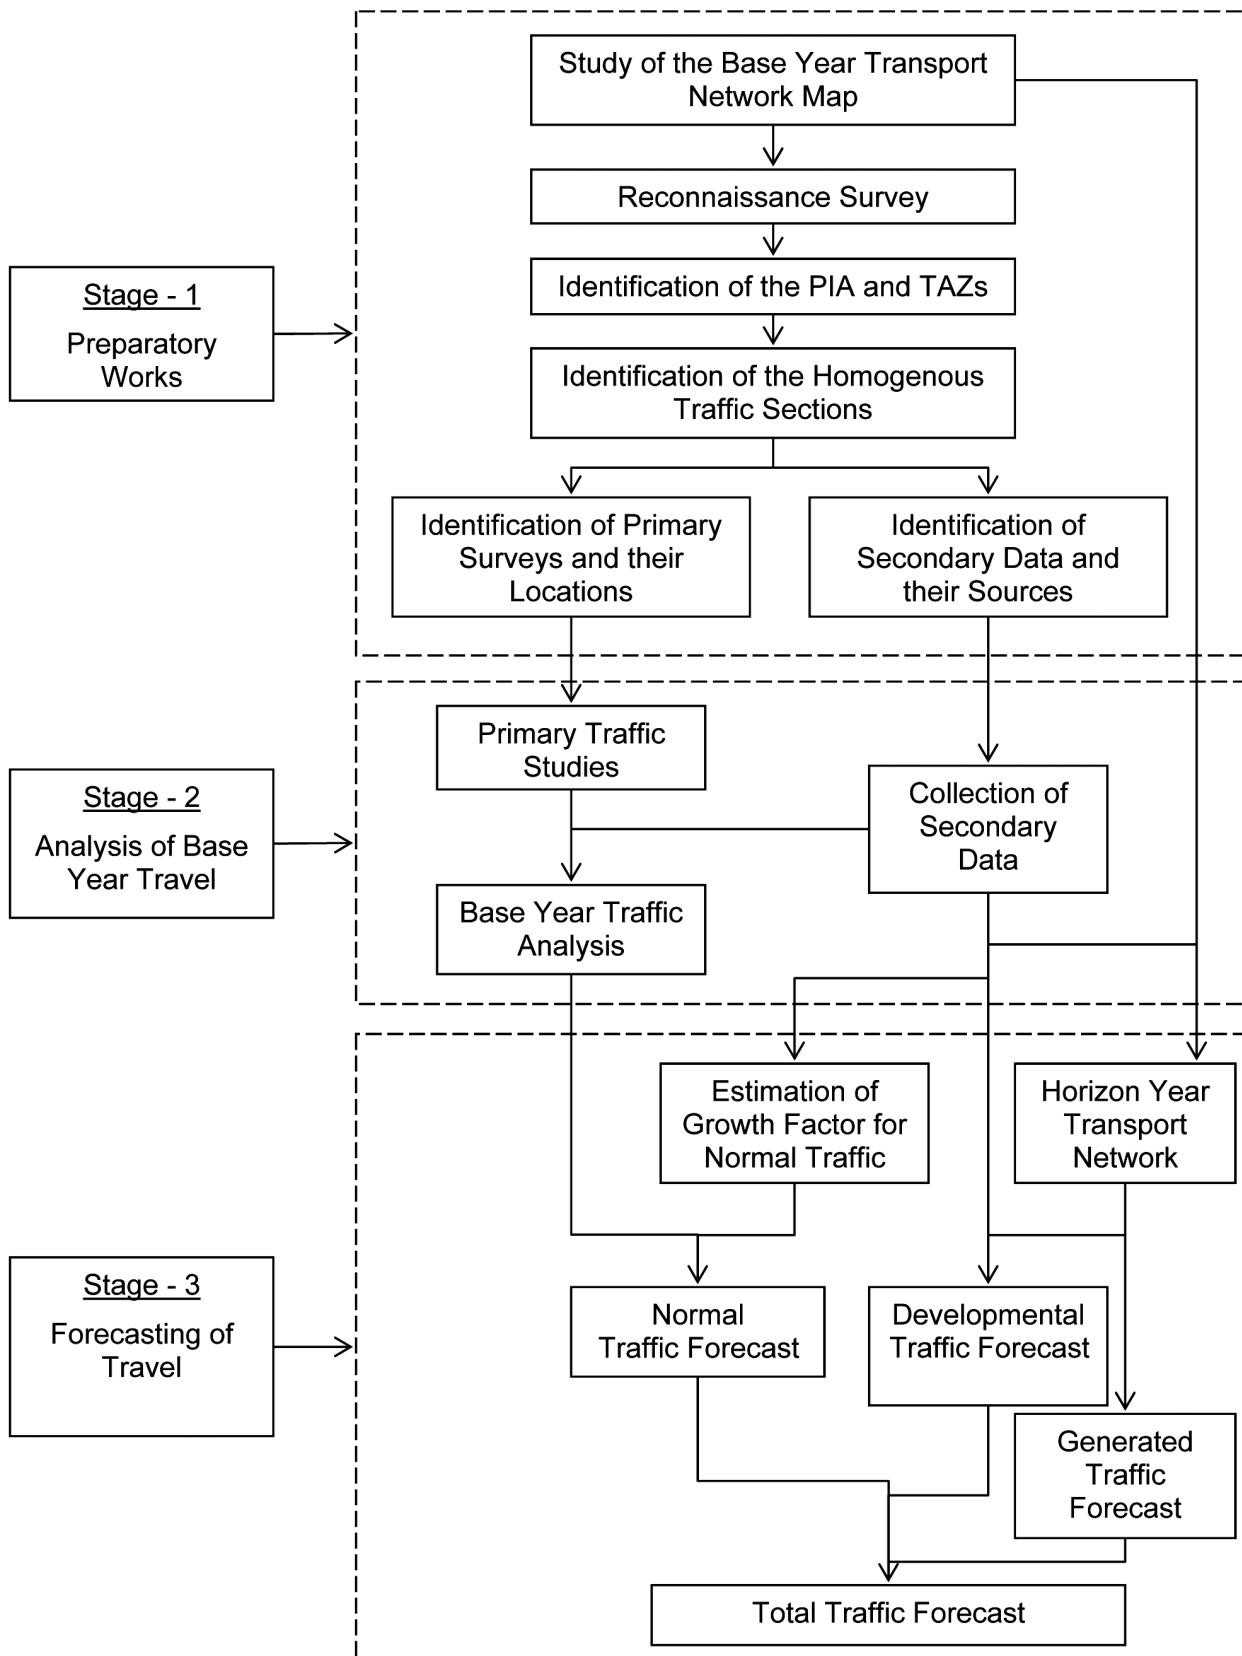 Study of the Base Year Transport
Network Map
Reconnaissance Survey
Identification of the PIA and TAZs
Stage - 1
Preparatory
Works
Identification of the Homogenous
Traffic Sections
Identification of Primary
Surveys and their
Locations
Identification of
Secondary Data and
their Sources
Primary Traffic
Studies
Stage - 2
Analysis of Base
Year Travel
Collection of
Secondary
Data
Base Year Traffic
Analysis
Estimation of
Growth Factor for
Normal Traffic
Horizon Year
Transport
Network
Stage - 3
Forecasting of
Travel
Normal
Traffic Forecast
Developmental
Traffic Forecast
Generated
Traffic
Forecast
Total Traffic Forecast